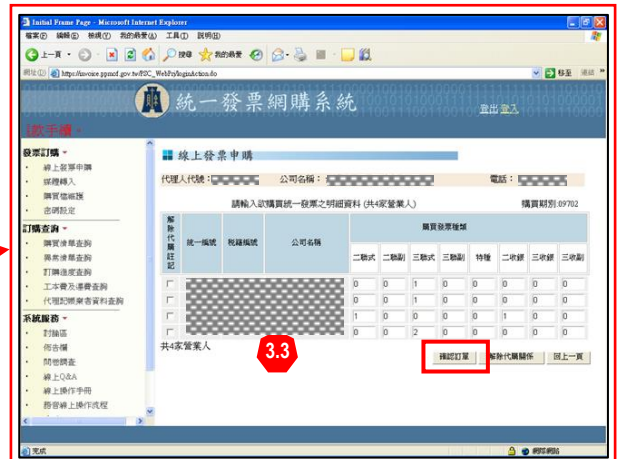 Initial Frame Page - Microsoft Internet Explorer
檔案(F) 編輯(E) 檢視(V) 我的最愛(A) 工具(T) 說明(H)
上一頁 搜尋 我的最愛
網址(D) https://invoice.ppmof.gov.tw/PSC_WebPro/loginAction.do 移至 連結
統一發票網購系統
登出 登入
發票訂購
線上發票申購
媒體轉入
購買檔維護
密碼設定
訂購查詢
購買清單查詢
異常清單查詢
訂購進度查詢
工本費及運費查詢
代理記帳業者資料查詢
系統服務
討論區
佈告欄
問卷調查
線上Q&A
線上操作手冊
影音線上操作流程
線上發票申購
代理人代號: 公司名稱: 電話:
請輸入欲購買統一發票之明細資料 (共4家營業人) 購買期別:09702
解除代購註記 統一編號 稅籍編號 公司名稱 購買發票種類
二聯式 二聯副 三聯式 三聯副 特種 二收銀 三收銀 三收副
0 0 1 0 0 0 0 0
0 0 1 0 0 0 0 0
1 0 0 0 0 1 0 0
0 0 2 0 0 0 0 0
共4家營業人
3.3
確認訂單 解除代購關係 回上一頁
完成 網際網路